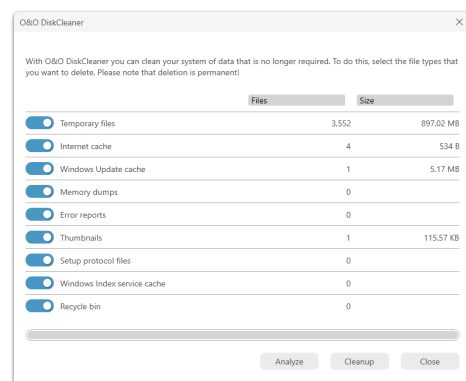 O&O DiskCleaner
With O&O DiskCleaner you can clean your system of data that is no longer required. To do this, select the file types that
you want to delete. Please note that deletion is permanent!
Files Size
Temporary files 3,552 897.02 MB
Internet cache 4 534 B
Windows Update cache 1 5.17 MB
Memory dumps 0
Error reports 0
Thumbnails 1 115.57 KB
Setup protocol files 0
Windows Index service cache 0
Recycle bin 0
Analyze Cleanup Close